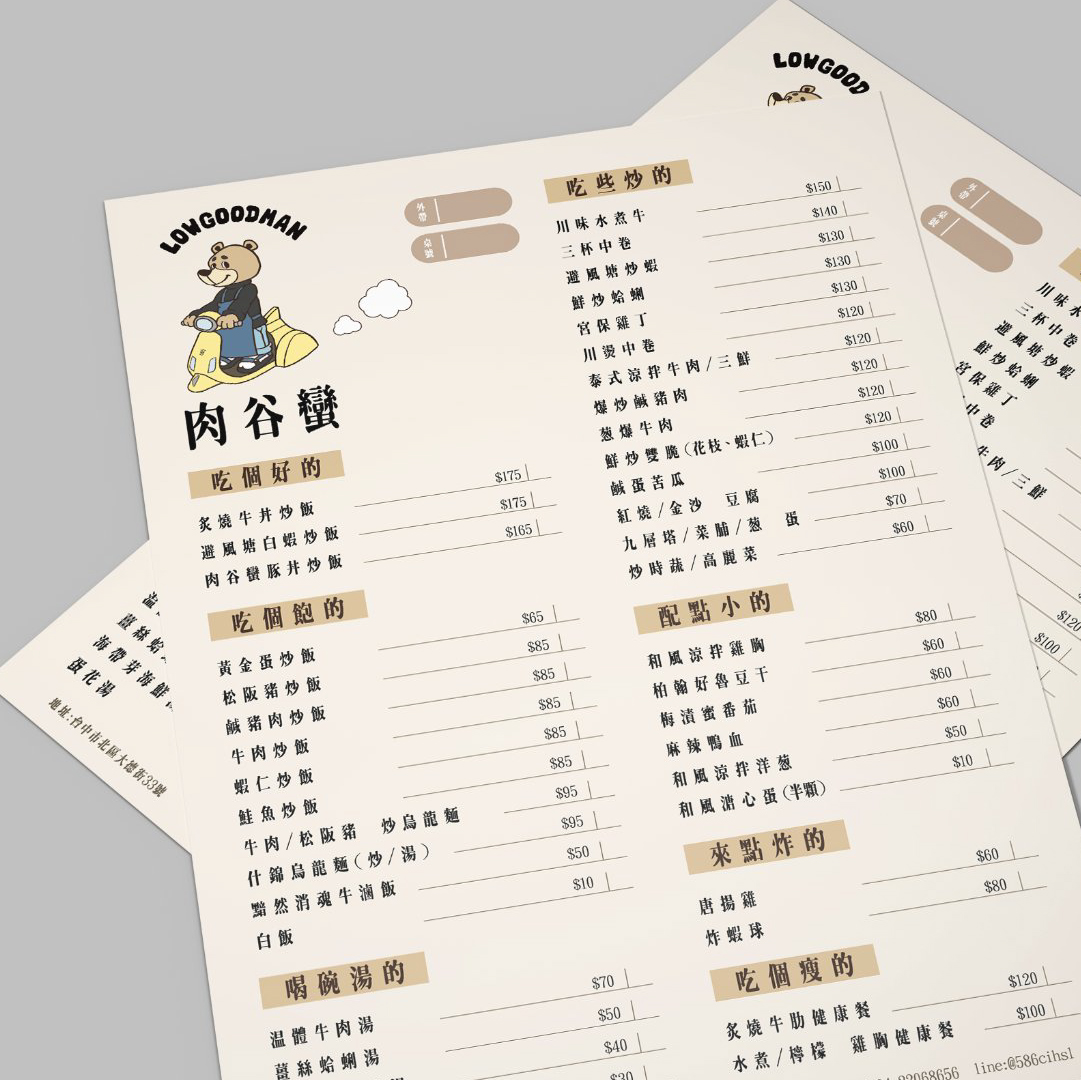 LOWGOODMAN
外帶
桌號
肉谷蠻
吃個好的
炙燒牛丼炒飯 $175
避風塘白蝦炒飯 $175
肉谷蠻豚丼炒飯 $165
吃個飽的
黃金蛋炒飯 $65
松阪豬炒飯 $85
鹹豬肉炒飯 $85
牛肉炒飯 $85
蝦仁炒飯 $85
鮭魚炒飯 $85
牛肉/松阪豬 炒烏龍麵 $95
什錦烏龍麵(炒/湯) $95
黯然消魂牛滷飯 $50
白飯 $10
喝碗湯的
温體牛肉湯 $70
薑絲蛤蜊湯 $50
$40
$30
吃些炒的
川味水煮牛 $150
三杯中卷 $140
避風塘炒蝦 $130
鮮炒蛤蜊 $130
宮保雞丁 $130
川燙中卷 $120
泰式涼拌牛肉/三鮮 $120
爆炒鹹豬肉 $120
葱爆牛肉 $120
鮮炒雙脆(花枝、蝦仁) $120
鹹蛋苦瓜 $100
紅燒/金沙 豆腐 $100
九層塔/菜脯/葱 蛋 $70
炒時蔬/高麗菜 $60
配點小的
和風涼拌雞胸 $80
柏翰好魯豆干 $60
梅漬蜜番茄 $60
麻辣鴨血 $60
和風涼拌洋葱 $50
和風溏心蛋(半顆) $10
來點炸的
唐揚雞 $60
炸蝦球 $80
吃個瘦的
炙燒牛肋健康餐 $120
水煮/檸檬 雞胸健康餐 $100
line:@586cihsl
LOWGOOD
外帶
桌號
川味水
三杯中卷
避風塘炒蝦
鮮炒蛤蜊
宮保雞丁
中卷
牛肉/三鮮
$120
$100
溫
薑絲蛤
海帶芽海鮮
蛋花湯
地址:台中市北區大德街33號